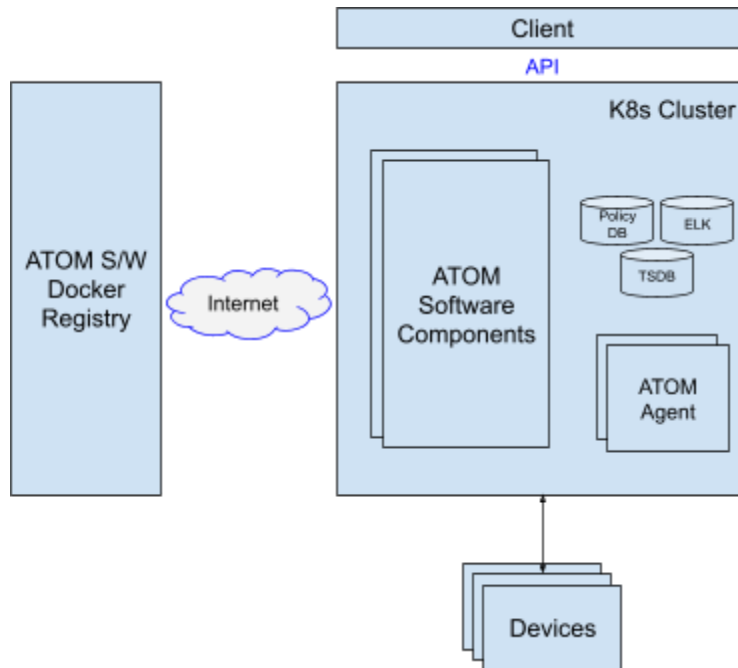 Client
API
K8s Cluster
ATOM S/W
Docker
Registry
Internet
ATOM
Software
Components
Policy
DB
ELK
TSDB
ATOM
Agent
Devices